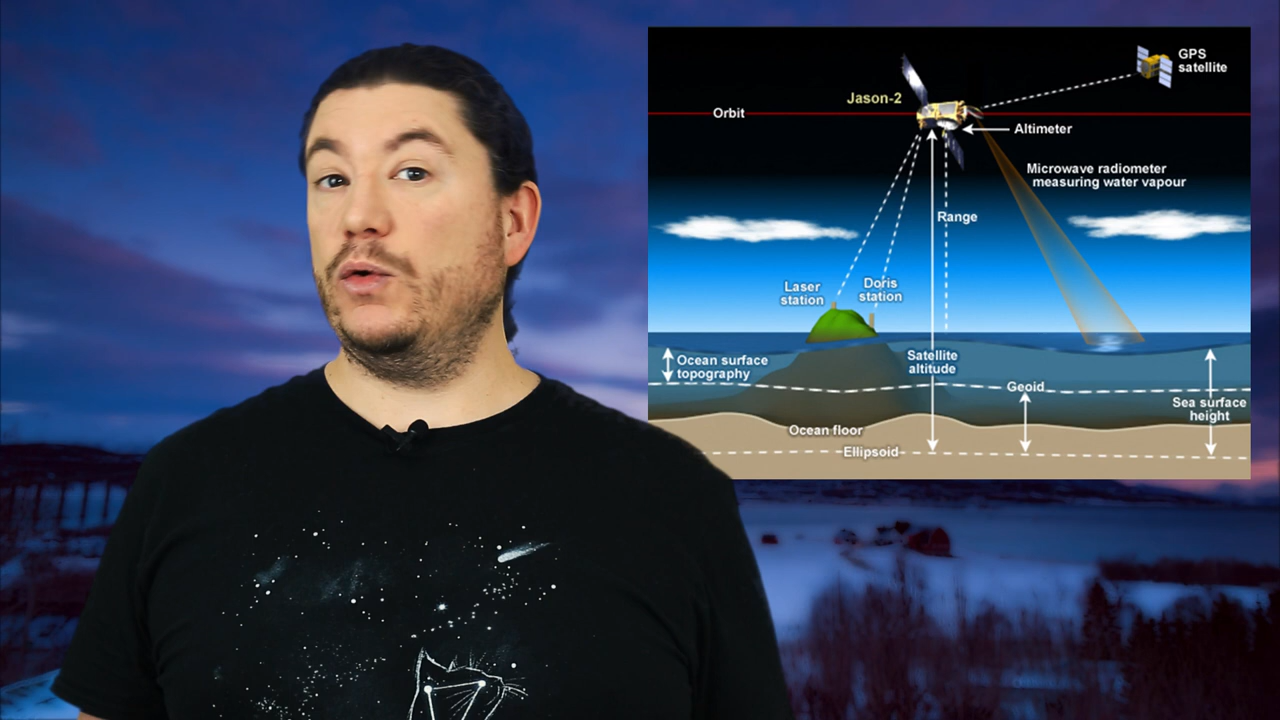 GPS
satellite
Jason-2
Orbit
Altimeter
Microwave radiometer
measuring water vapour
Range
Laser
station
Doris
station
Ocean surface
topography
Satellite
altitude
Geoid
Sea surface
height
Ocean floor
Ellipsoid